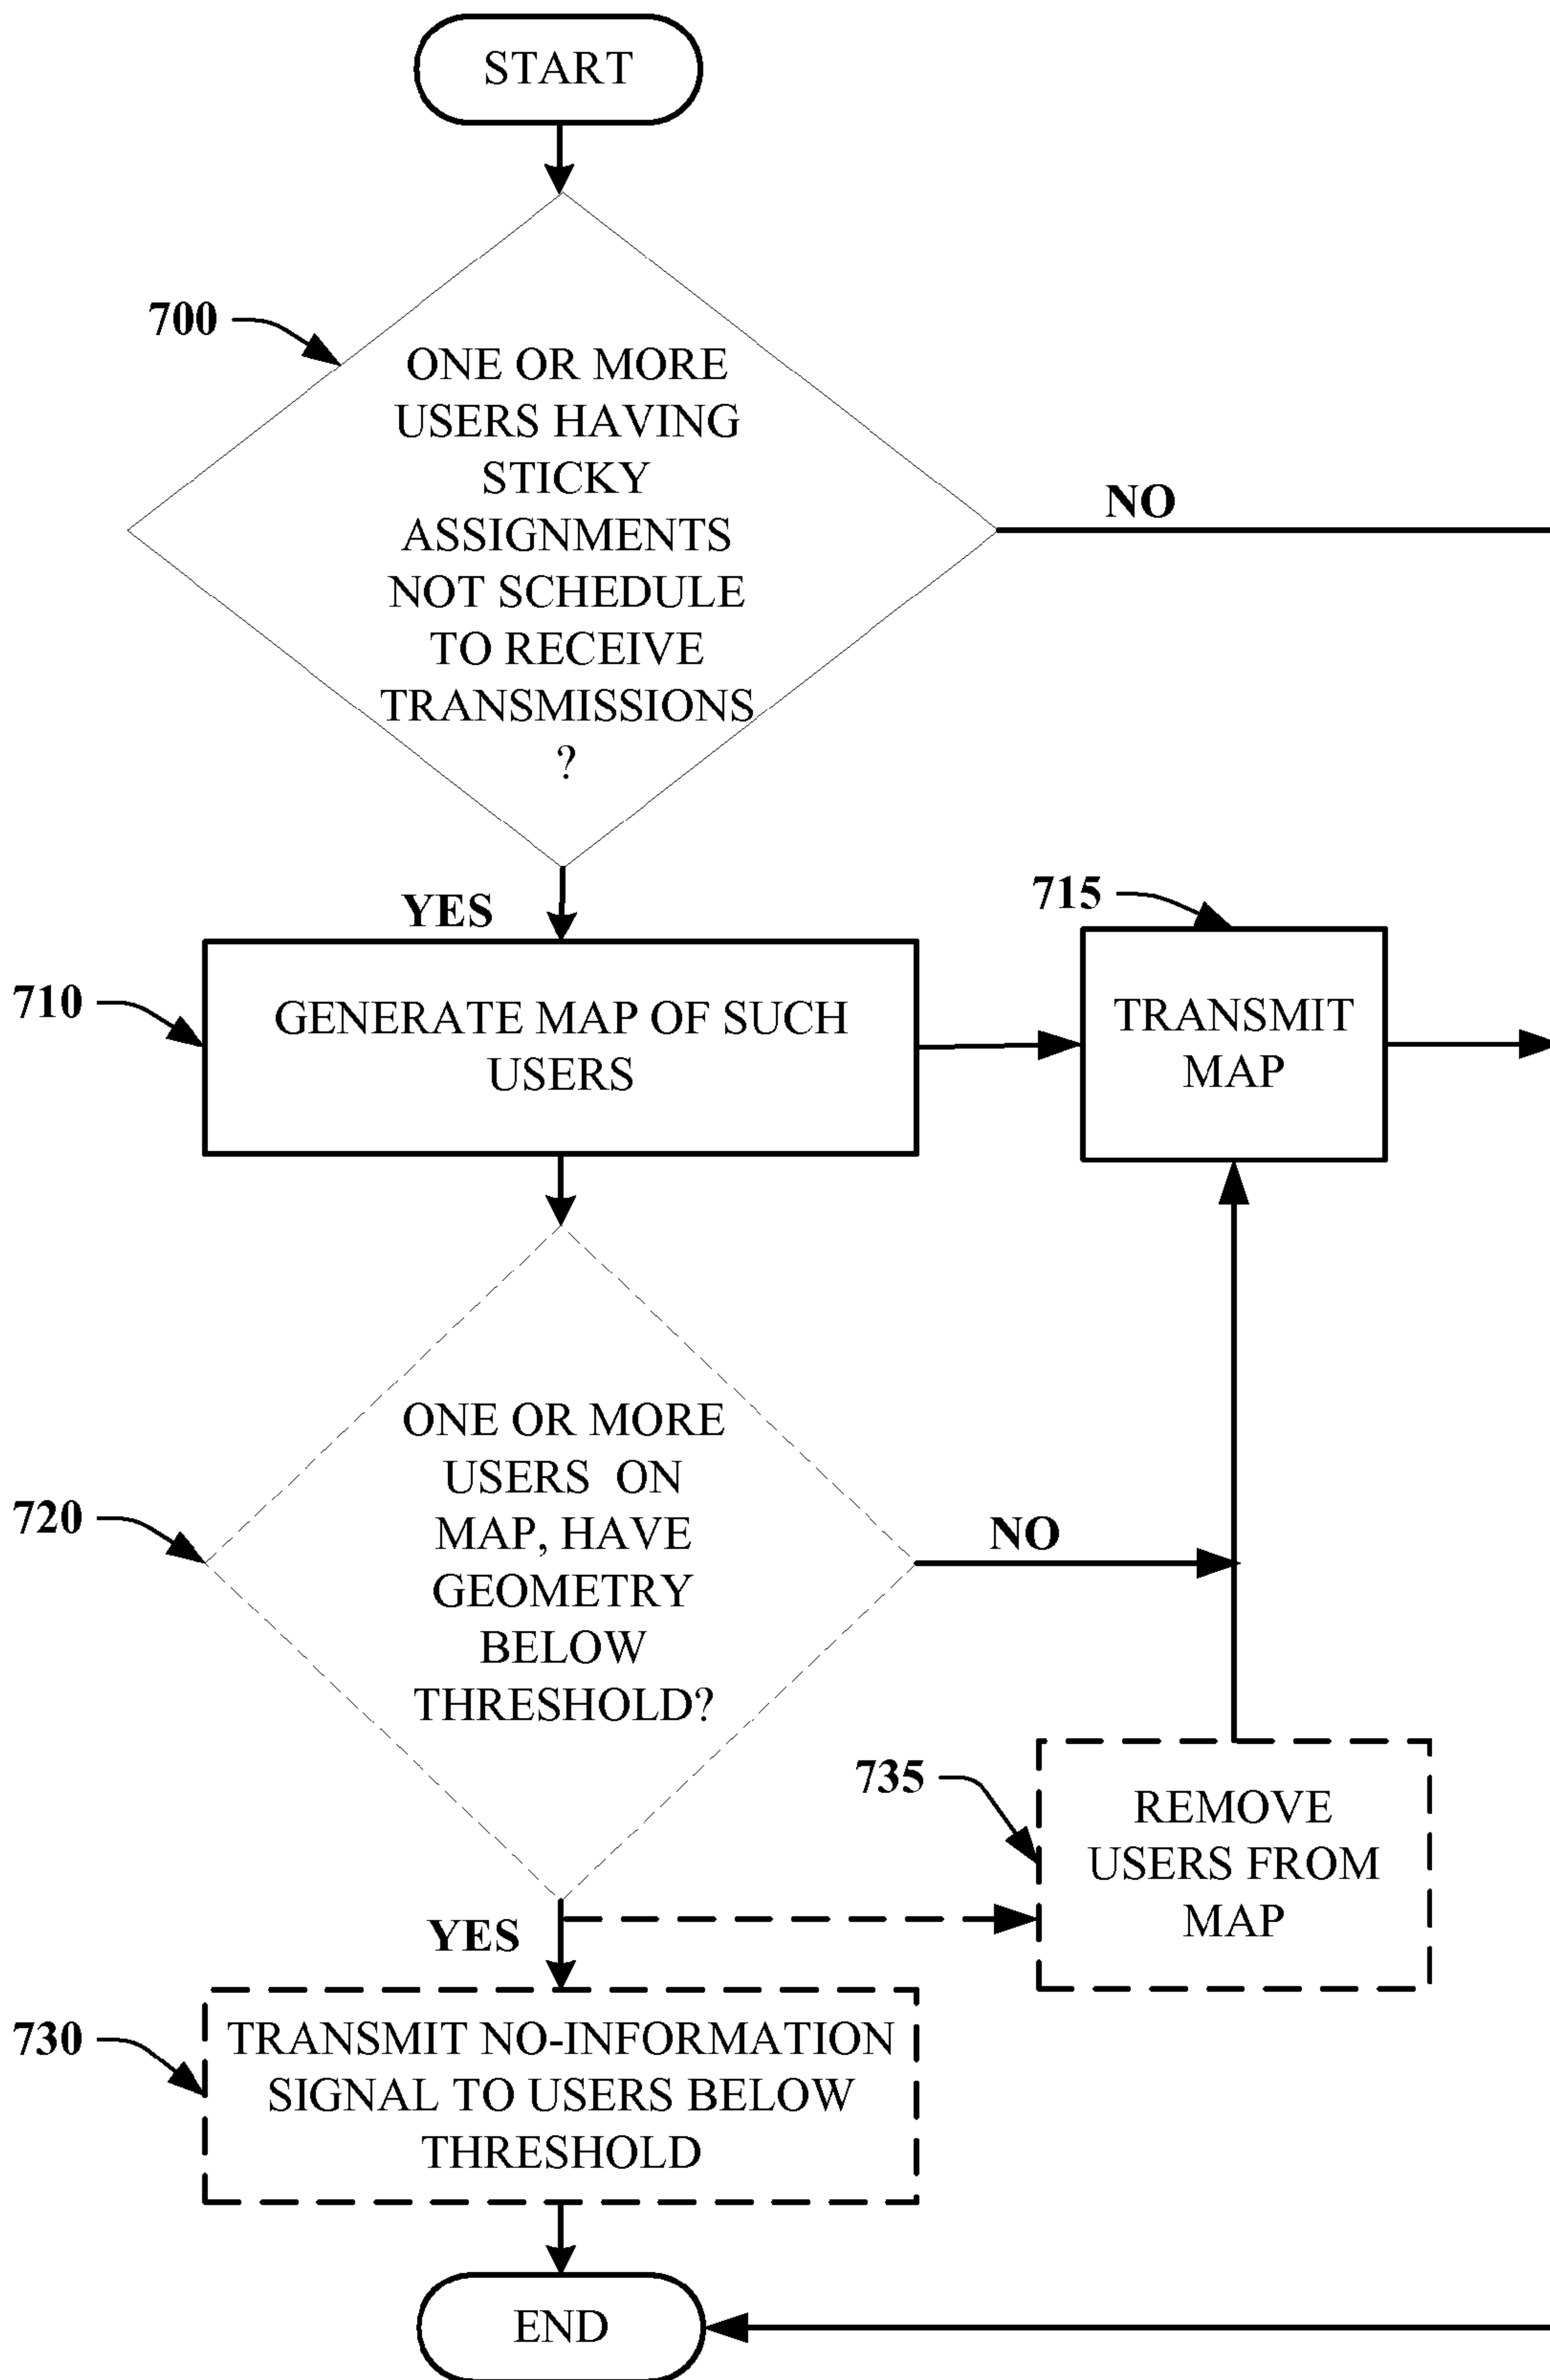 START
700
ONE OR MORE
USERS HAVING
STICKY
ASSIGNMENTS
NOT SCHEDULE
TO RECEIVE
TRANSMISSIONS
?
NO
YES
715
710
GENERATE MAP OF SUCH
USERS
TRANSMIT
MAP
720
ONE OR MORE
USERS ON
MAP, HAVE
GEOMETRY
BELOW
THRESHOLD?
NO
735
REMOVE
USERS FROM
MAP
YES
730
TRANSMIT NO-INFORMATION
SIGNAL TO USERS BELOW
THRESHOLD
END